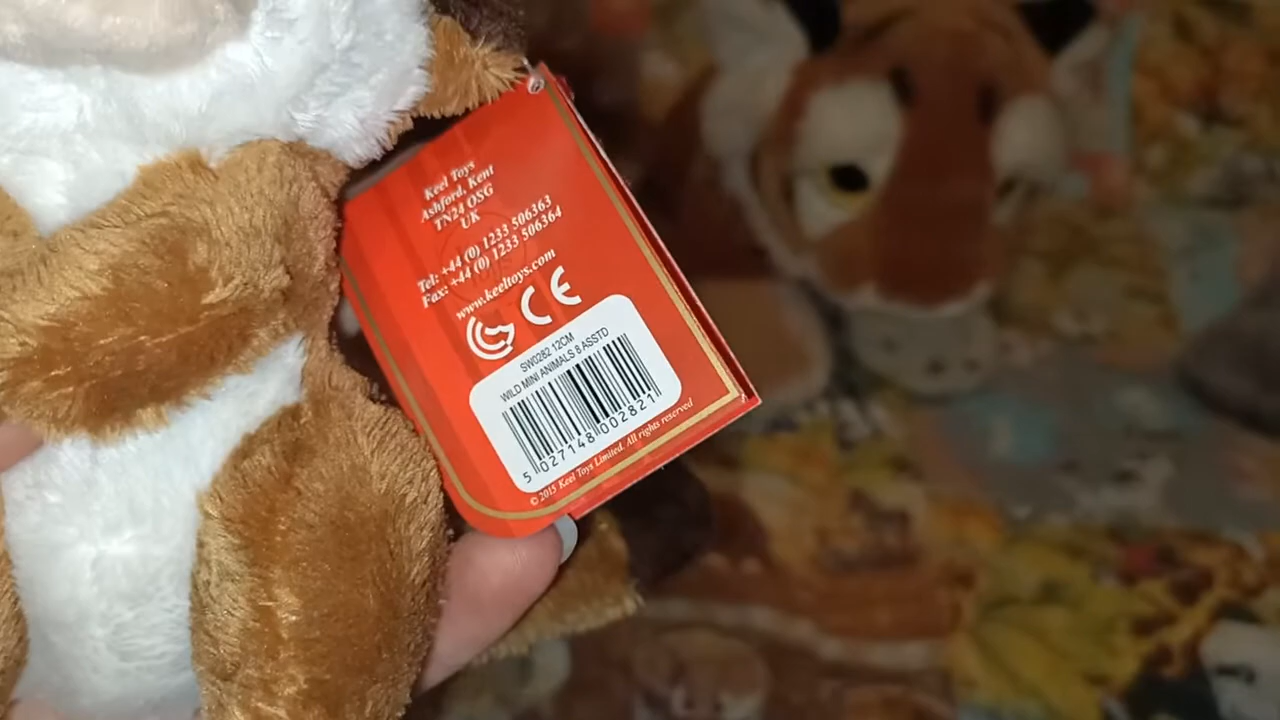 Keel Toys
Ashford, Kent
TN24 OSG
UK
Tel: +44 (0) 1233 506363
Fax: +44 (0) 1233 506364
www.keeltoys.com
CE
SW0282 12CM
WILD MINI ANIMALS 8 ASSTD
5 027148 002821
© 2015 Keel Toys Limited. All rights reserved